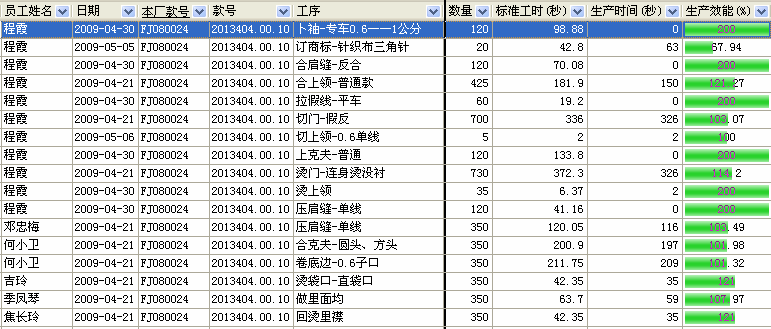 员工姓名 日期 本厂款号 款号 工序 数量 标准工时(秒) 生产时间(秒) 生产效能(%)
程霞 2009-04-30 FJ080024 2013404.00.10 卜袖-专车0.6一一1公分 120 98.88 0 200
程霞 2009-05-05 FJ080024 2013404.00.10 订商标-针织布三角针 20 42.8 63 67.94
程霞 2009-04-30 FJ080024 2013404.00.10 合肩缝-反合 120 70.08 0 200
程霞 2009-04-21 FJ080024 2013404.00.10 合上领-普通款 425 181.9 150 121.27
程霞 2009-04-30 FJ080024 2013404.00.10 拉假线-平车 60 19.2 0 200
程霞 2009-04-21 FJ080024 2013404.00.10 切门-假反 700 336 326 103.07
程霞 2009-05-06 FJ080024 2013404.00.10 切上领-0.6单线 5 2 2 100
程霞 2009-04-30 FJ080024 2013404.00.10 上克夫-普通 120 133.8 0 200
程霞 2009-04-21 FJ080024 2013404.00.10 烫门-连身烫没衬 730 372.3 326 114.2
程霞 2009-04-30 FJ080024 2013404.00.10 烫上领 35 6.37 2 200
程霞 2009-04-30 FJ080024 2013404.00.10 压肩缝-单线 120 41.16 0 200
邓忠梅 2009-04-21 FJ080024 2013404.00.10 压肩缝-单线 350 120.05 116 103.49
何小卫 2009-04-21 FJ080024 2013404.00.10 合克夫-圆头、方头 350 200.9 197 101.98
何小卫 2009-04-21 FJ080024 2013404.00.10 卷底边-0.6子口 350 211.75 209 101.32
吉玲 2009-04-21 FJ080024 2013404.00.10 烫袋口-直袋口 350 42.35 35 121
季凤琴 2009-04-21 FJ080024 2013404.00.10 做里面均 350 63.7 59 107.97
焦长玲 2009-04-21 FJ080024 2013404.00.10 回烫里襟 350 42.35 35 121